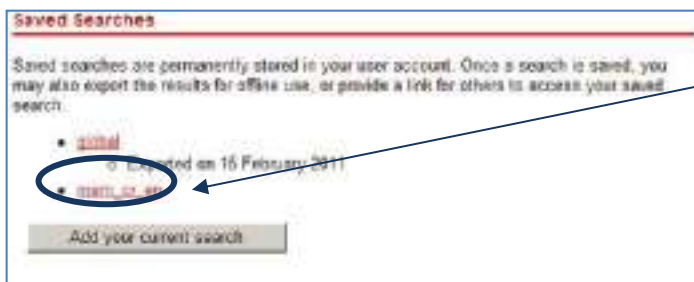 Saved Searches
Saved searches are permanently stored in your user account. Once a search is saved, you
may also export the results for offline use, or provide a link for others to access your saved
search.
global
Exported on 15 February 2011
Add your current search